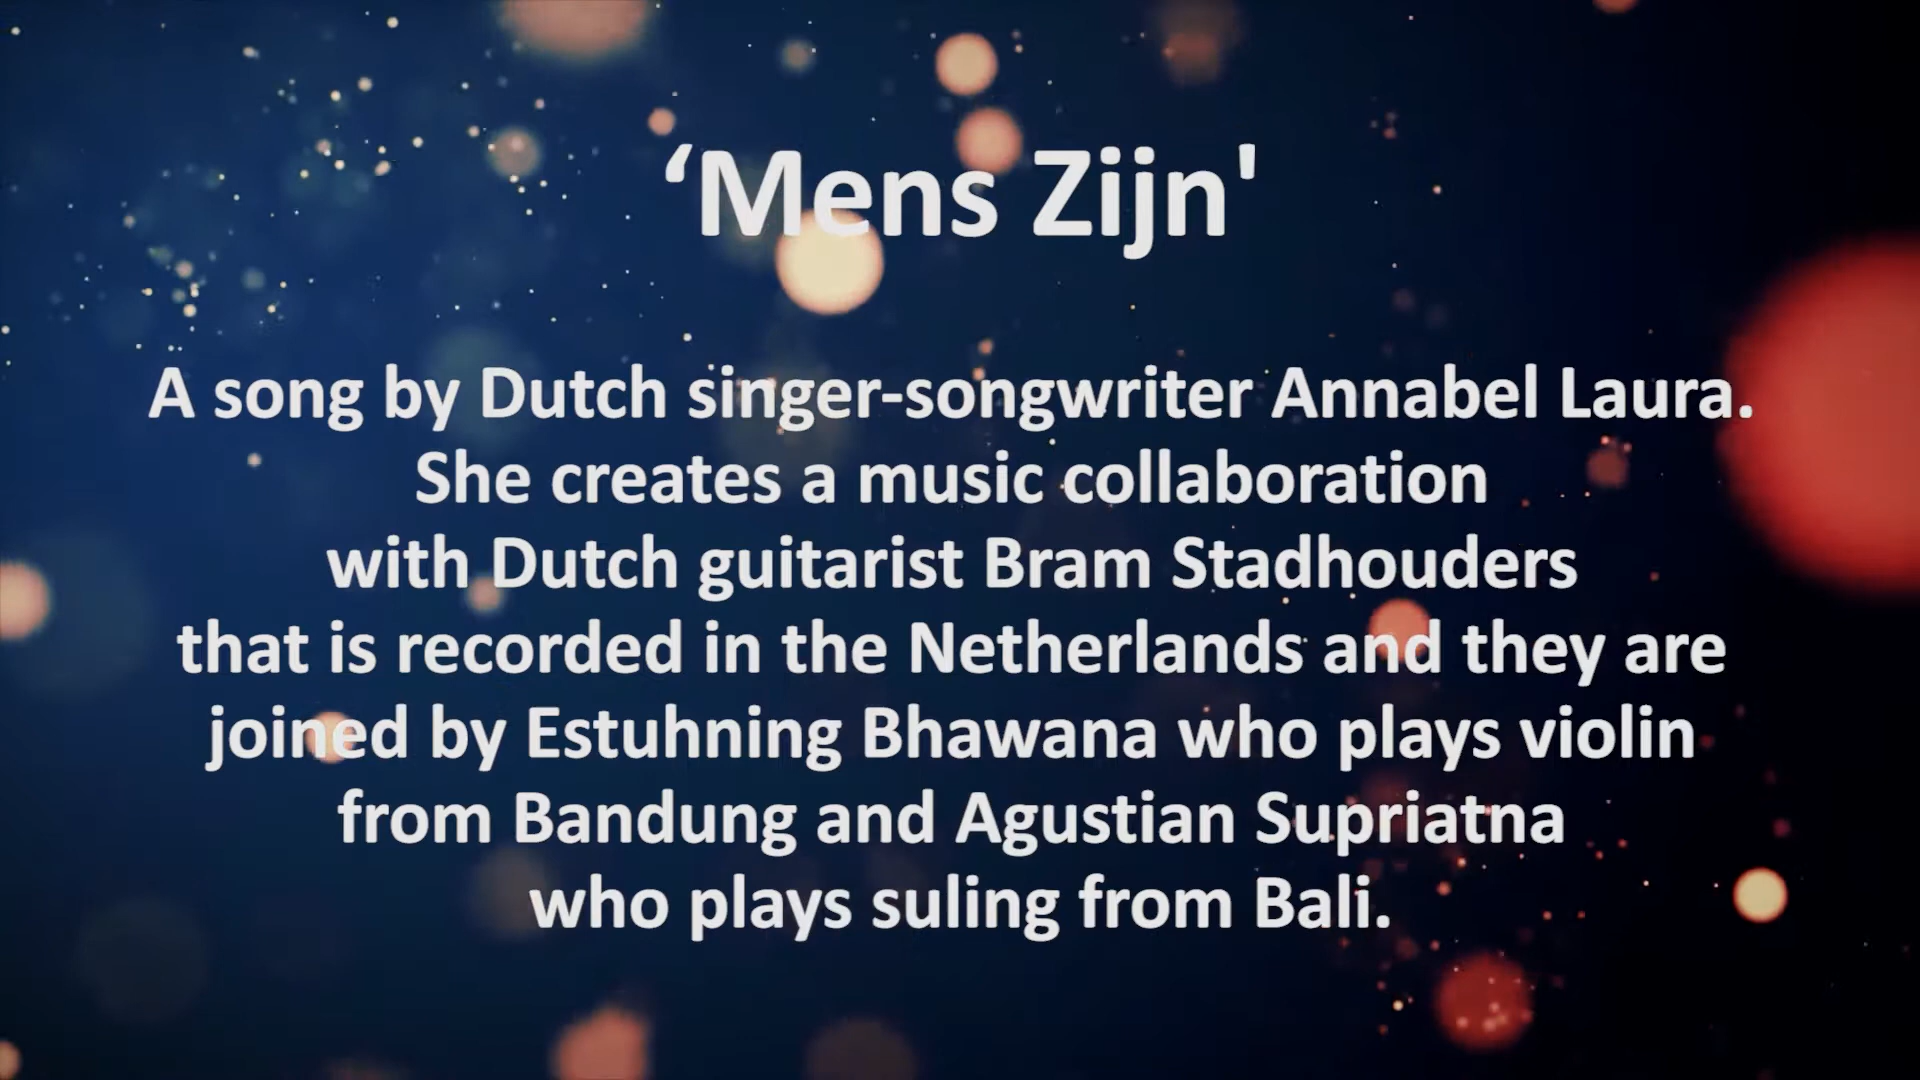 ‘Mens Zijn'
A song by Dutch singer-songwriter Annabel Laura.
She creates a music collaboration
with Dutch guitarist Bram Stadhouders
that is recorded in the Netherlands and they are
joined by Estuhning Bhawana who plays violin
from Bandung and Agustian Supriatna
who plays suling from Bali.